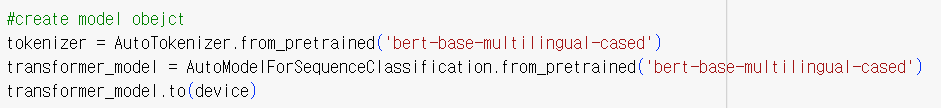 #create model obejct
tokenizer = AutoTokenizer.from_pretrained('bert-base-multilingual-cased')
transformer_model = AutoModelForSequenceClassification.from_pretrained('bert-base-multilingual-cased')
transformer_model.to(device)